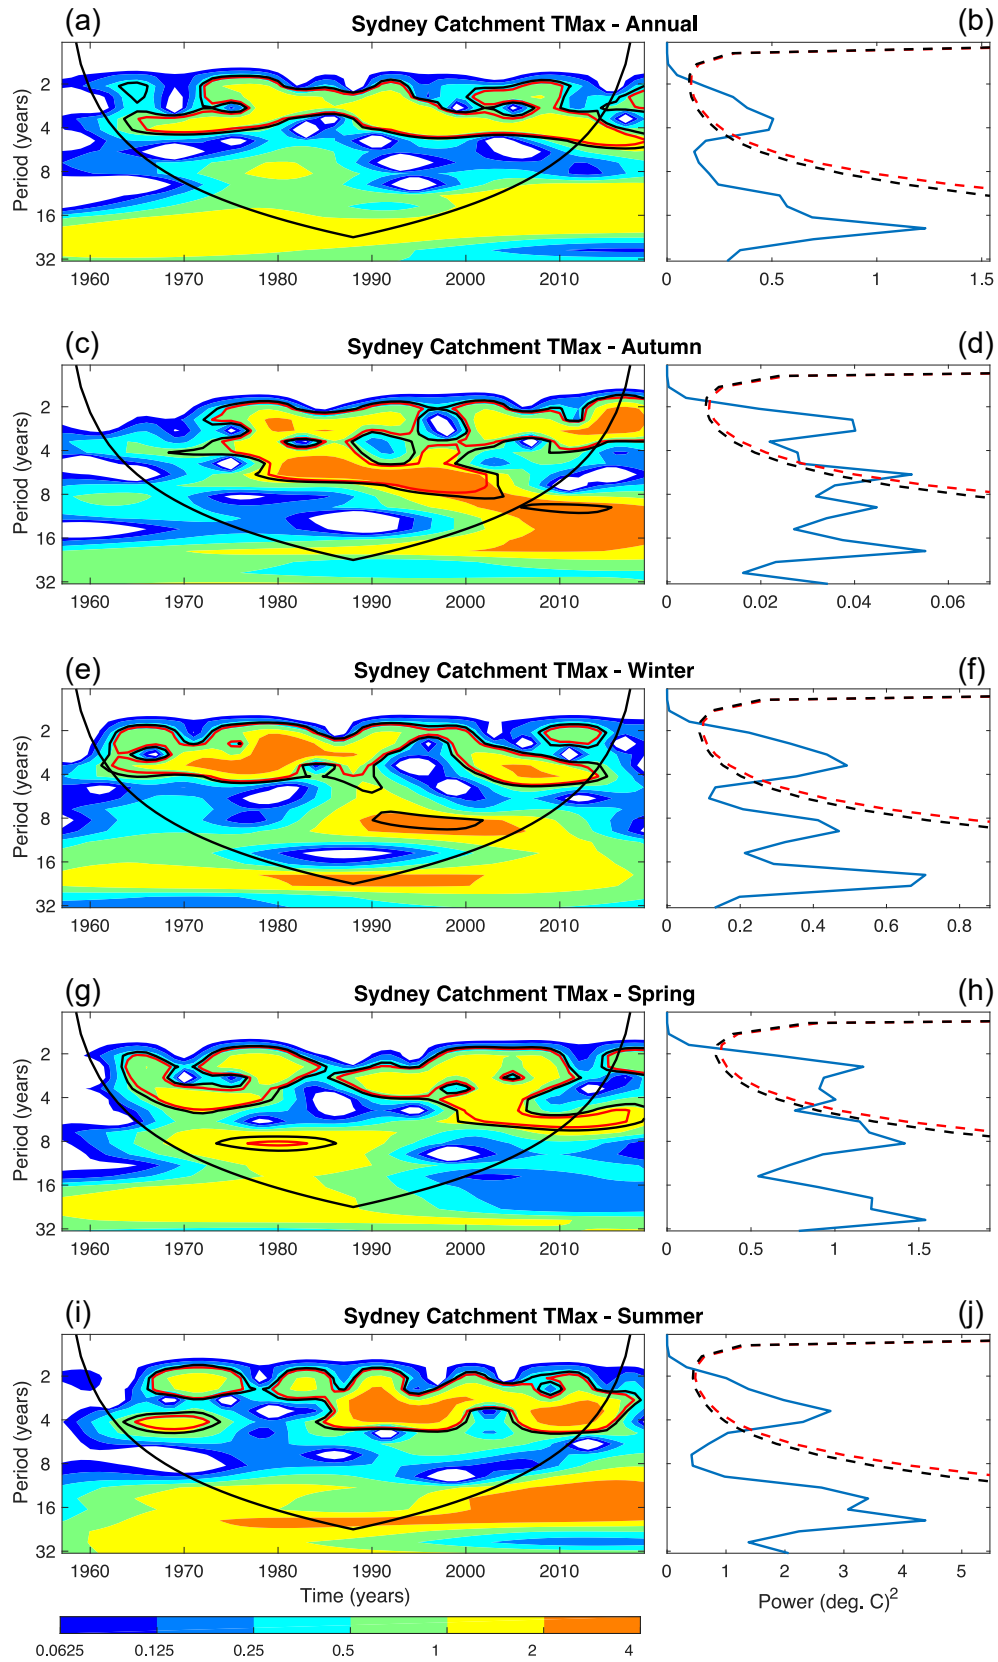 (a) Sydney Catchment TMax - Annual (b)
Period (years)
2
4
8
16
32
1960 1970 1980 1990 2000 2010
0 0.5 1 1.5
(c) Sydney Catchment TMax - Autumn (d)
Period (years)
2
4
8
16
32
1960 1970 1980 1990 2000 2010
0 0.02 0.04 0.06
(e) Sydney Catchment TMax - Winter (f)
Period (years)
2
4
8
16
32
1960 1970 1980 1990 2000 2010
0 0.2 0.4 0.6 0.8
(g) Sydney Catchment TMax - Spring (h)
Period (years)
2
4
8
16
32
1960 1970 1980 1990 2000 2010
0 0.5 1 1.5
(i) Sydney Catchment TMax - Summer (j)
Period (years)
2
4
8
16
32
1960 1970 1980 1990 2000 2010
0 1 2 3 4 5
Time (years)
Power (deg. C)2
0.0625 0.125 0.25 0.5 1 2 4